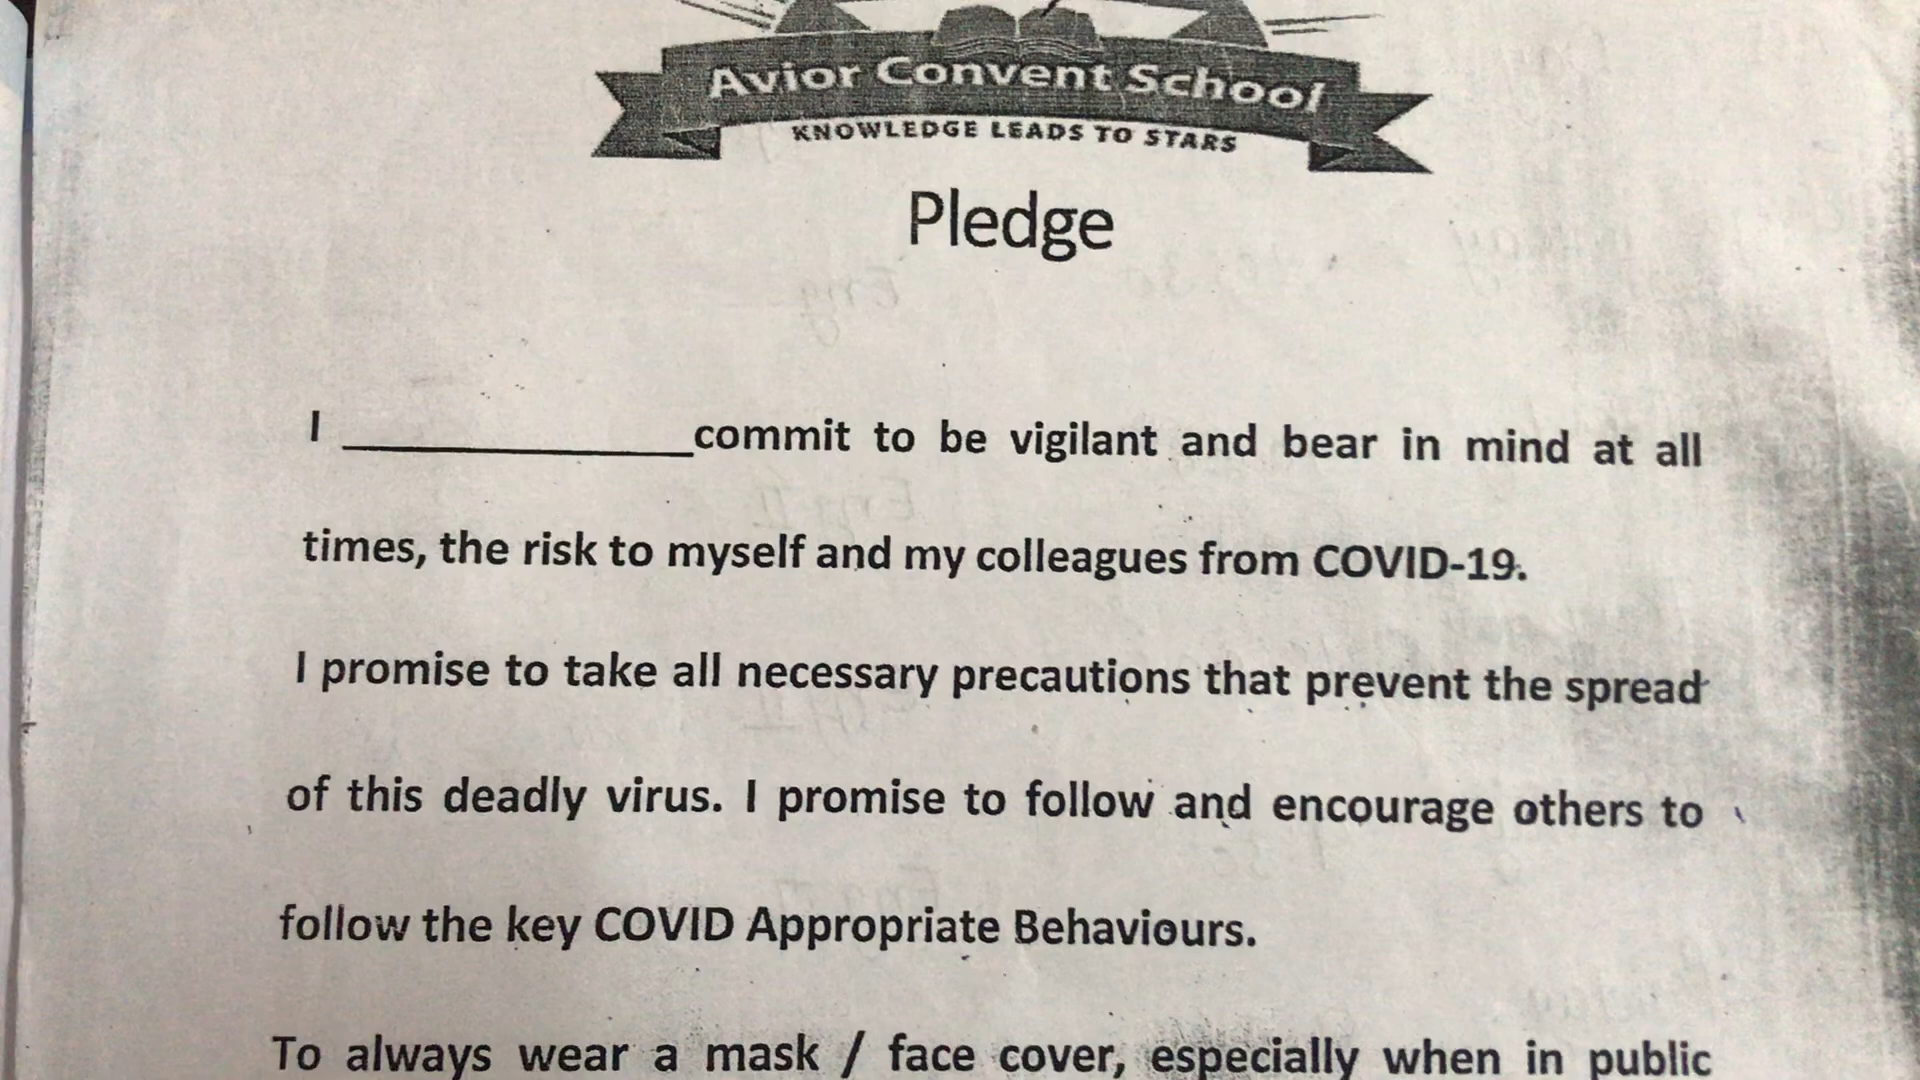 Avior Convent School
KNOWLEDGE LEADS TO STARS
Pledge
I ______________commit to be vigilant and bear in mind at all
times, the risk to myself and my colleagues from COVID-19.
I promise to take all necessary precautions that prevent the spread
of this deadly virus. I promise to follow and encourage others to
follow the key COVID Appropriate Behaviours.
To always wear a mask / face cover, especially when in public